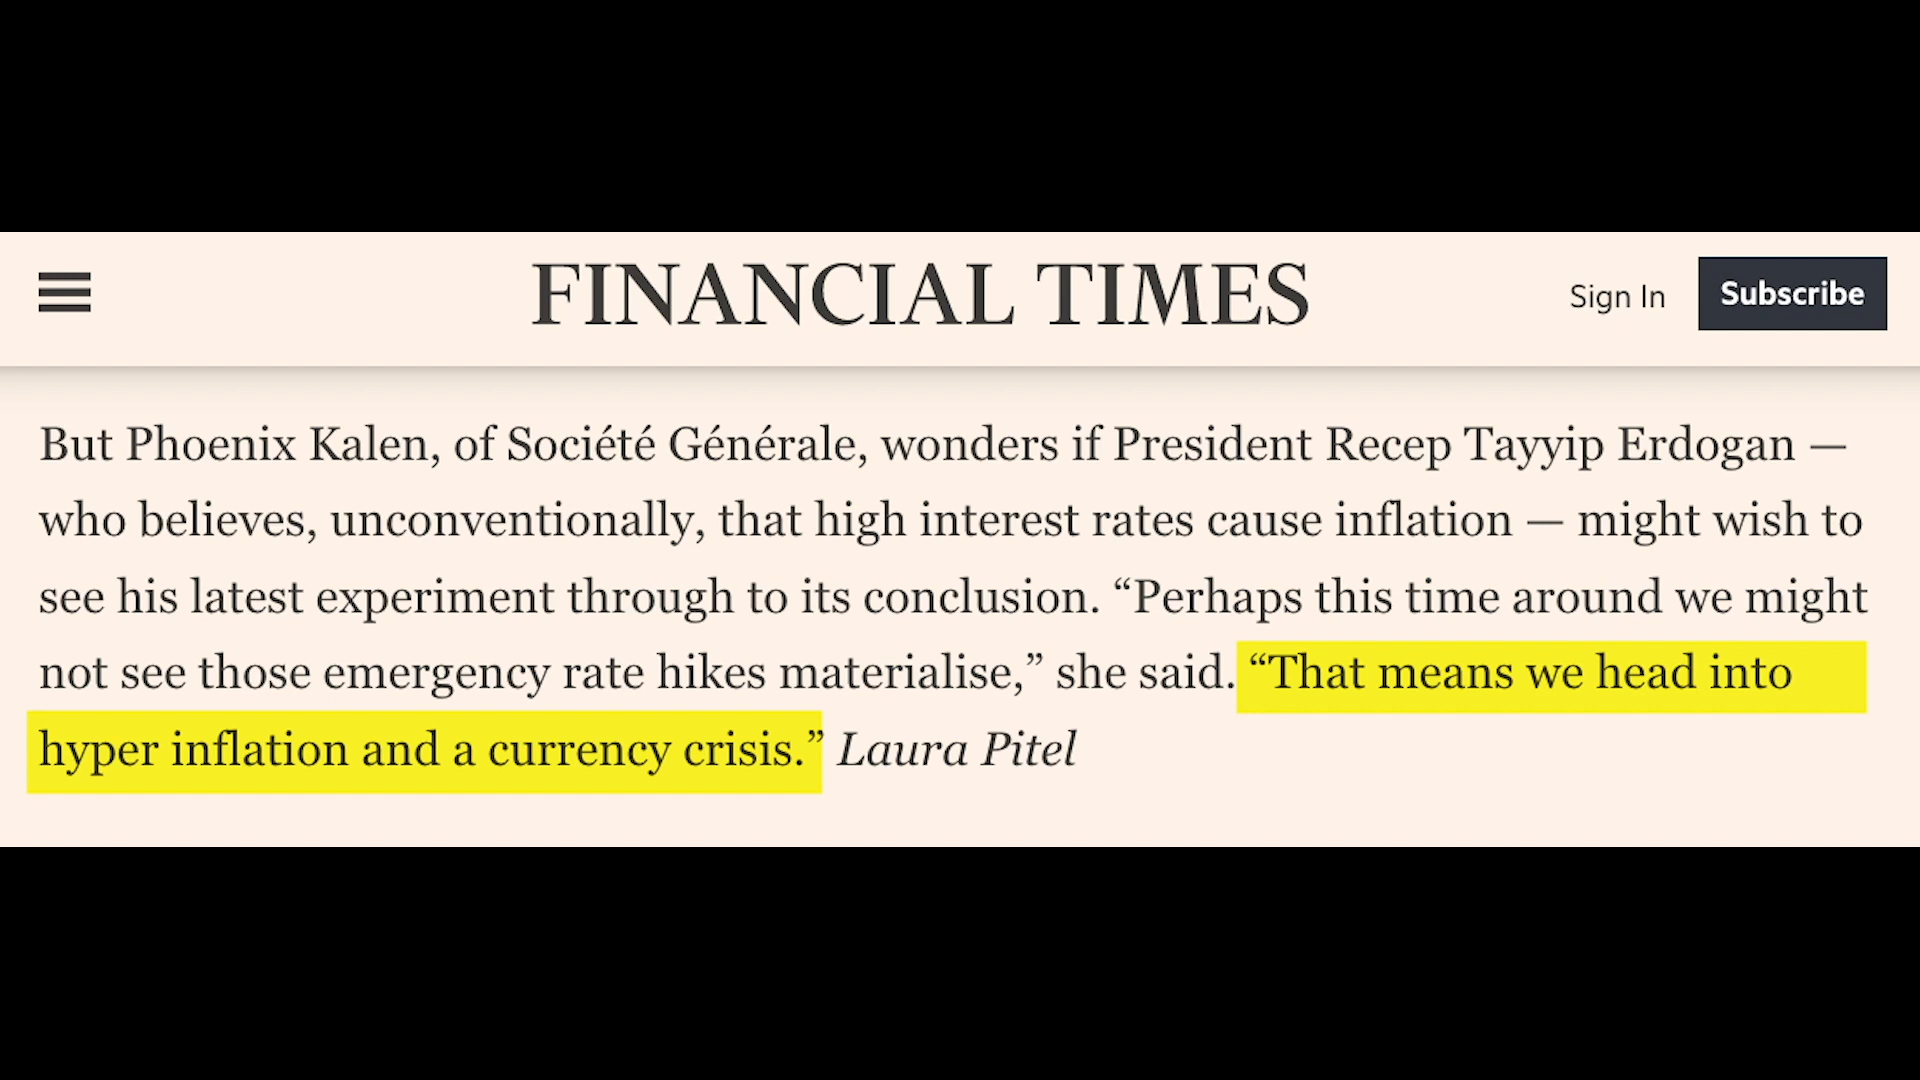 FINANCIAL TIMES
Sign In
Subscribe
But Phoenix Kalen, of Société Générale, wonders if President Recep Tayyip Erdogan —
who believes, unconventionally, that high interest rates cause inflation — might wish to
see his latest experiment through to its conclusion. “Perhaps this time around we might
not see those emergency rate hikes materialise,” she said. “That means we head into
hyper inflation and a currency crisis.” Laura Pitel